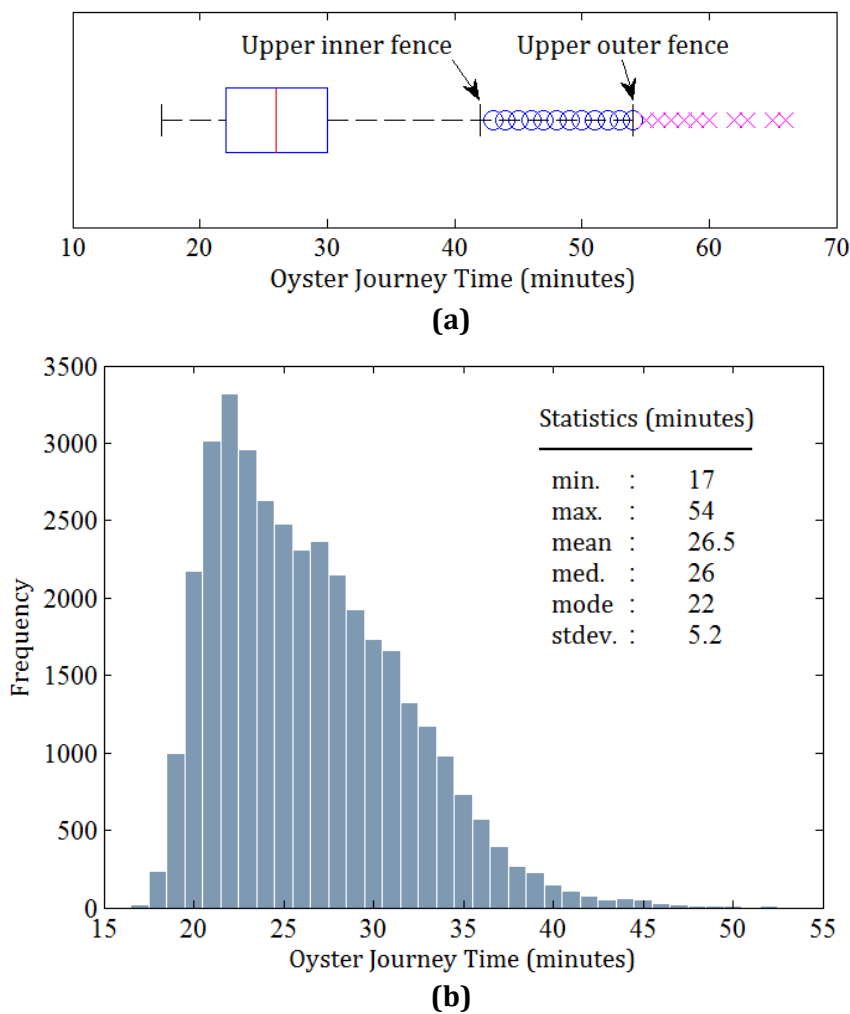 Upper inner fence Upper outer fence
10 20 30 40 50 60 70
Oyster Journey Time (minutes)
(a)
3500
3000
2500
2000
1500
1000
500
0
Frequency
Statistics (minutes)
min. : 17
max. : 54
mean : 26.5
med. : 26
mode : 22
stdev. : 5.2
15 20 25 30 35 40 45 50 55
Oyster Journey Time (minutes)
(b)